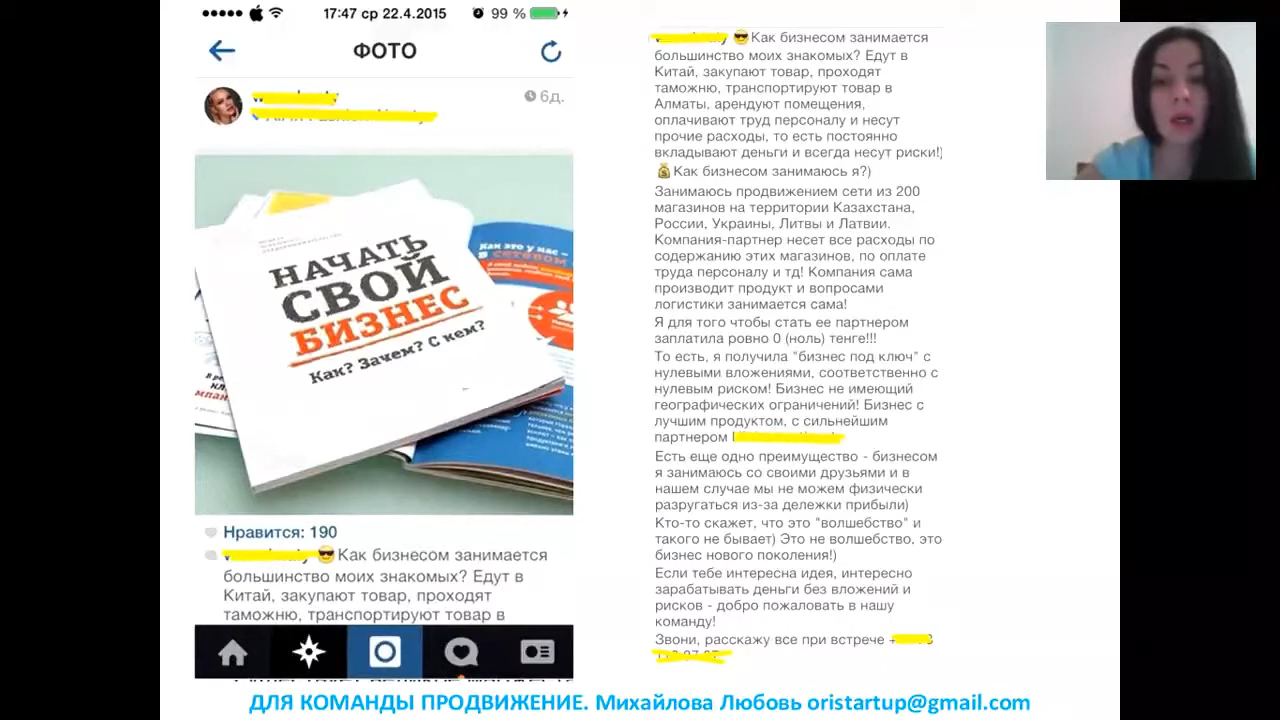 17:47 ср 22.4.2015
99 %
ФОТО
6д.
НАЧАТЬ
СВОЙ
БИЗНЕС
Как? Зачем? С кем?
Как это у нас –
в сетевом
Нравится: 190
Как бизнесом занимается
большинство моих знакомых? Едут в
Китай, закупают товар, проходят
таможню, транспортируют товар в
Как бизнесом занимается
большинство моих знакомых? Едут в
Китай, закупают товар, проходят
таможню, транспортируют товар в
Алматы, арендуют помещения,
оплачивают труд персоналу и несут
прочие расходы, то есть постоянно
вкладывают деньги и всегда несут риски!)
Как бизнесом занимаюсь я?)
Занимаюсь продвижением сети из 200
магазинов на территории Казахстана,
России, Украины, Литвы и Латвии.
Компания-партнер несет все расходы по
содержанию этих магазинов, по оплате
труда персоналу и тд! Компания сама
производит продукт и вопросами
логистики занимается сама!
Я для того чтобы стать ее партнером
заплатила ровно 0 (ноль) тенге!!!
То есть, я получила "бизнес под ключ" с
нулевыми вложениями, соответственно с
нулевым риском! Бизнес не имеющий
географических ограничений! Бизнес с
лучшим продуктом, с сильнейшим
партнером
Есть еще одно преимущество - бизнесом
я занимаюсь со своими друзьями и в
нашем случае мы не можем физически
разругаться из-за дележки прибыли)
Кто-то скажет, что это "волшебство" и
такого не бывает) Это не волшебство, это
бизнес нового поколения!)
Если тебе интересна идея, интересно
зарабатывать деньги без вложений и
рисков - добро пожаловать в нашу
команду!
Звони, расскажу все при встрече
ДЛЯ КОМАНДЫ ПРОДВИЖЕНИЕ. Михайлова Любовь oristartup@gmail.com